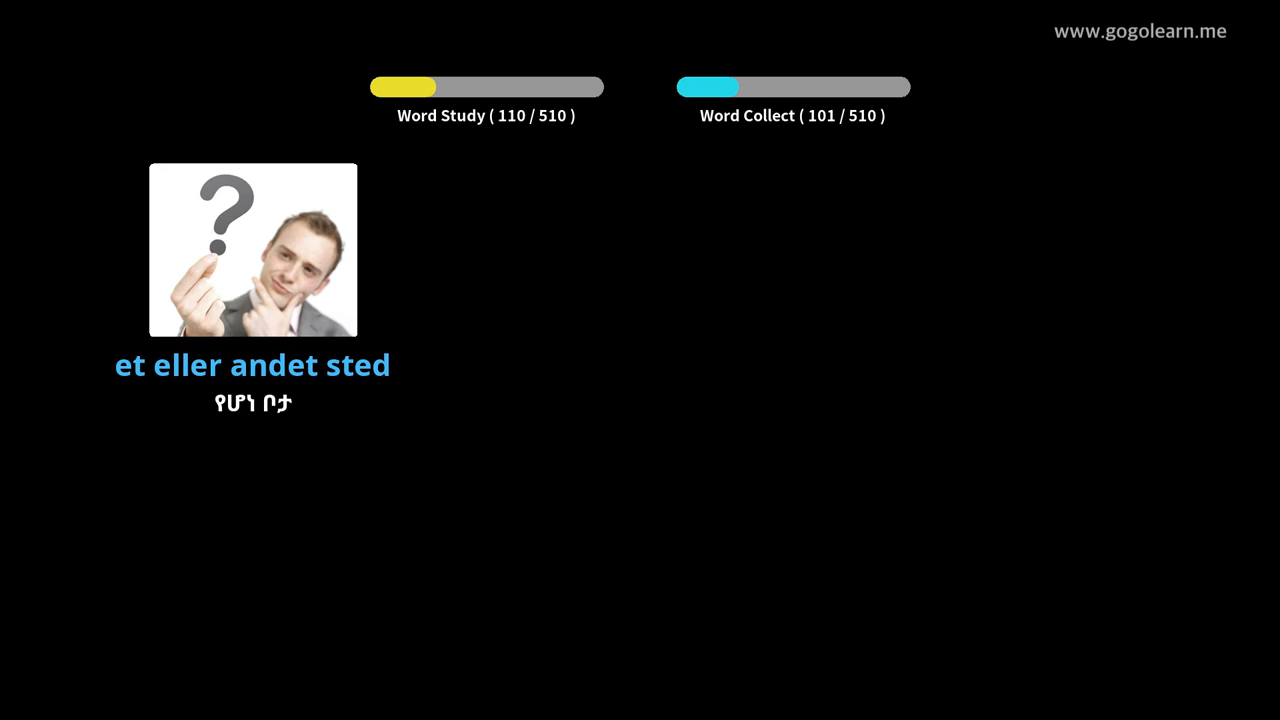 www.gogolearn.me
Word Study ( 110 / 510 )
Word Collect ( 101 / 510 )
?
et eller andet sted
የሆነ ቦታ